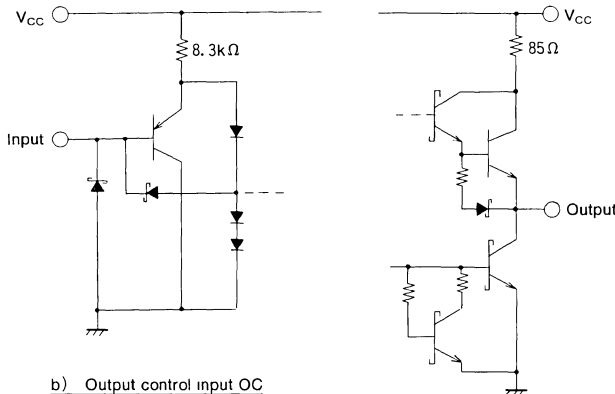 Vcc
8.3kΩ
Input
b) Output control input OC
Vcc
85Ω
Output